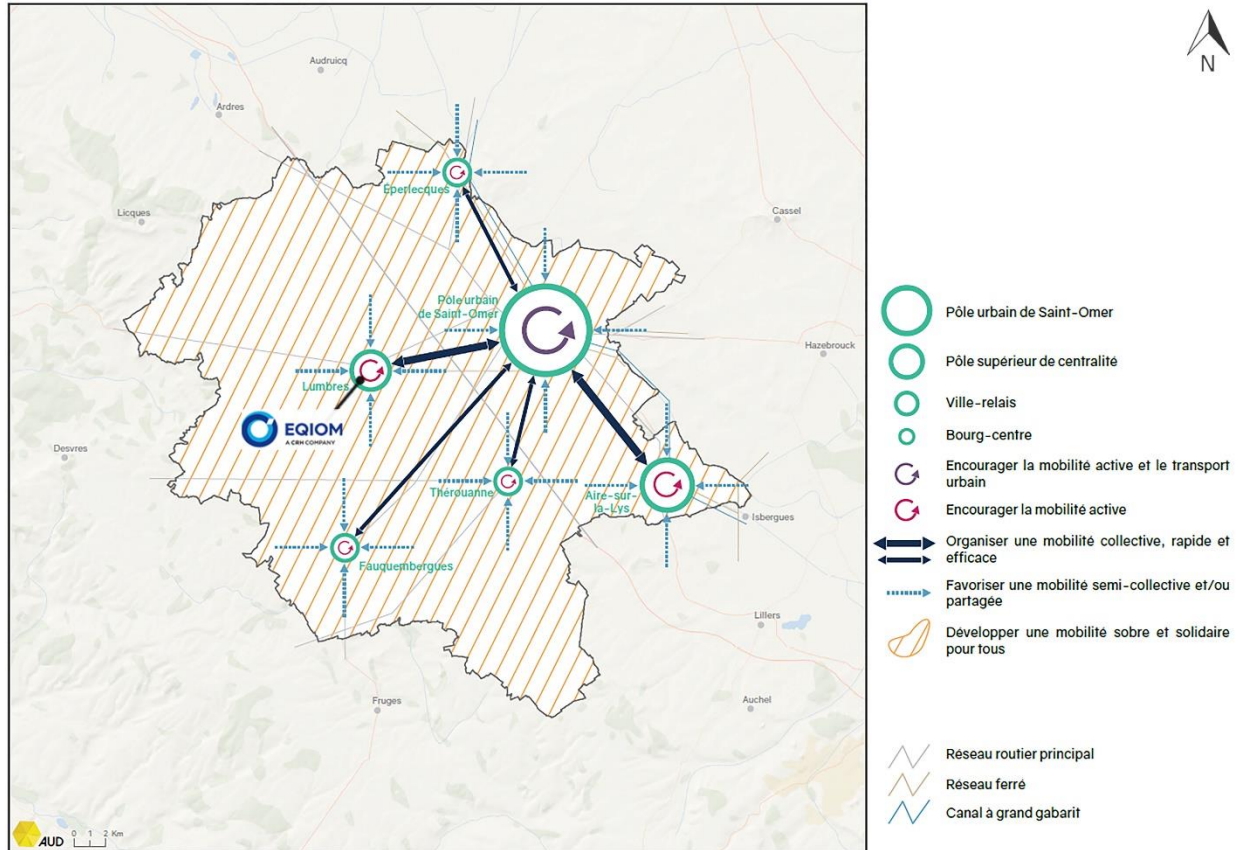 Audruicq
Ardres
Éperlecques
Licques
Cassel
Pôle urbain
de Saint-Omer
Hazebrouck
Lumbres
EQIOM
A CRH COMPANY
Desvres
Thérouanne
Aire-sur-
la-Lys
Isbergues
Fauquembergues
Lillers
Fruges
Auchel
AUD
0 1 2 Km
N
Pôle urbain de Saint-Omer
Pôle supérieur de centralité
Ville-relais
Bourg-centre
Encourager la mobilité active et le transport
urbain
Encourager la mobilité active
Organiser une mobilité collective, rapide et
efficace
Favoriser une mobilité semi-collective et/ou
partagée
Développer une mobilité sobre et solidaire
pour tous
Réseau routier principal
Réseau ferré
Canal à grand gabarit